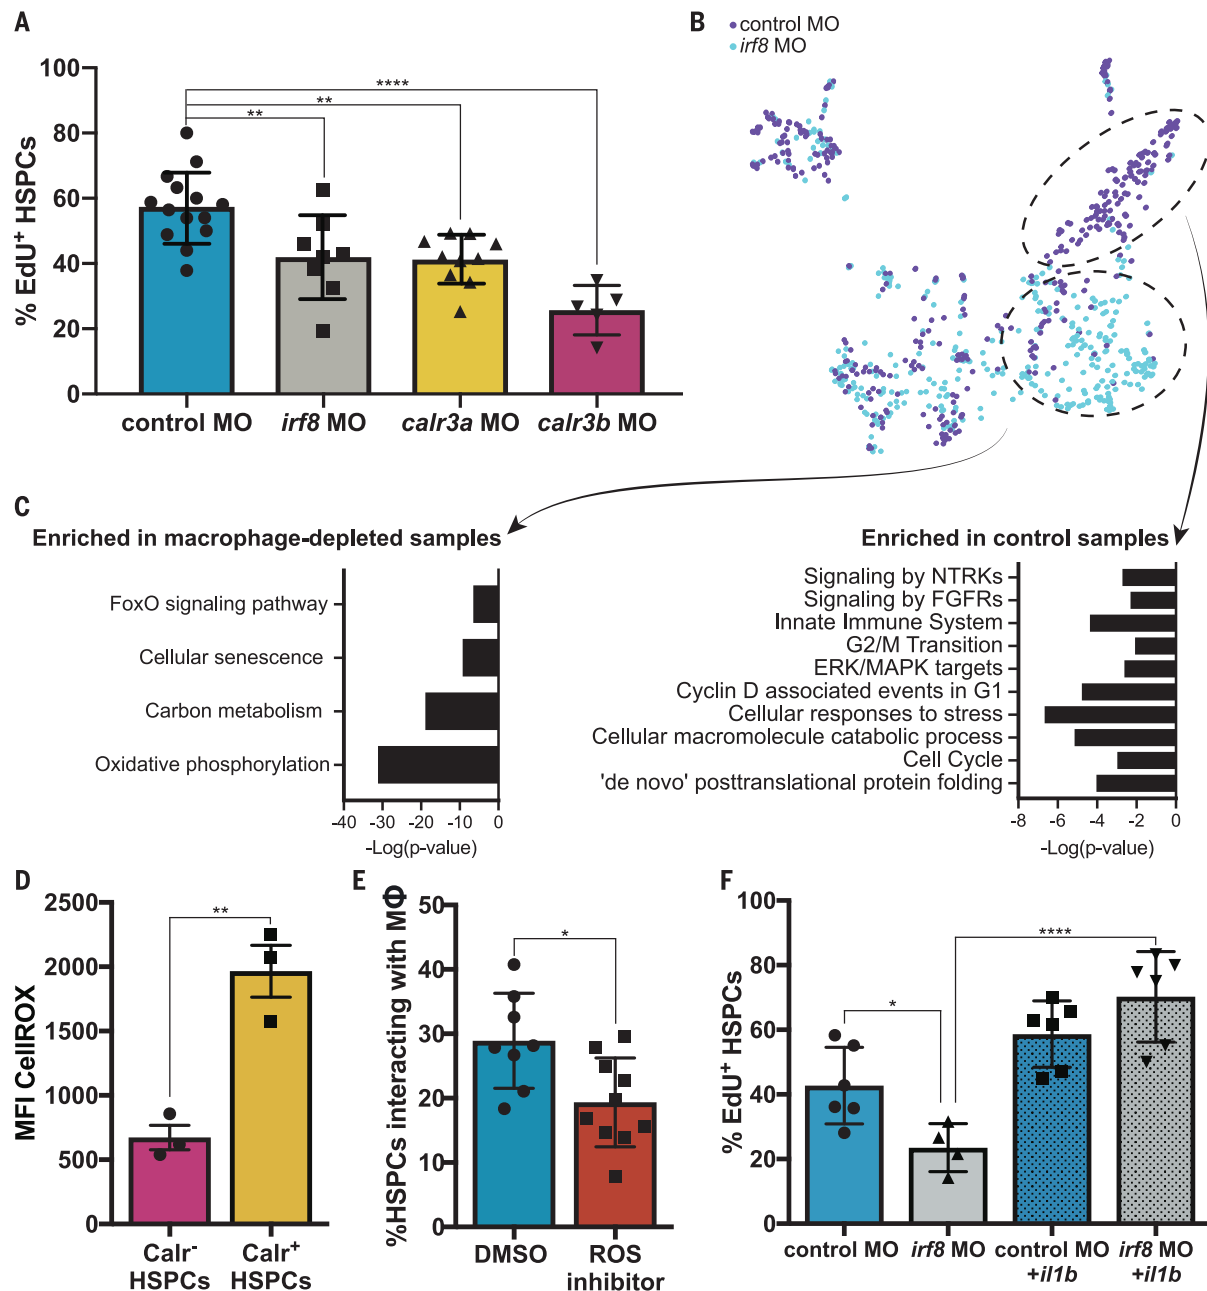 A
% EdU+ HSPCs
100
80
60
40
20
0
****
**
**
control MO
irf8 MO
calr3a MO
calr3b MO
B
control MO
irf8 MO
C
Enriched in macrophage-depleted samples
FoxO signaling pathway
Cellular senescence
Carbon metabolism
Oxidative phosphorylation
-40 -30 -20 -10 0
-Log(p-value)
Enriched in control samples
Signaling by NTRKs
Signaling by FGFRs
Innate Immune System
G2/M Transition
ERK/MAPK targets
Cyclin D associated events in G1
Cellular responses to stress
Cellular macromolecule catabolic process
Cell Cycle
'de novo' posttranslational protein folding
-8 -6 -4 -2 0
-Log(p-value)
D
MFI CellROX
2500
2000
1500
1000
500
0
**
Calr-
HSPCs
Calr+
HSPCs
E
%HSPCs interacting with MΦ
50
40
30
20
10
0
*
DMSO
ROS
inhibitor
F
% EdU+ HSPCs
100
80
60
40
20
0
*
****
control MO
irf8 MO
control MO
+il1b
irf8 MO
+il1b